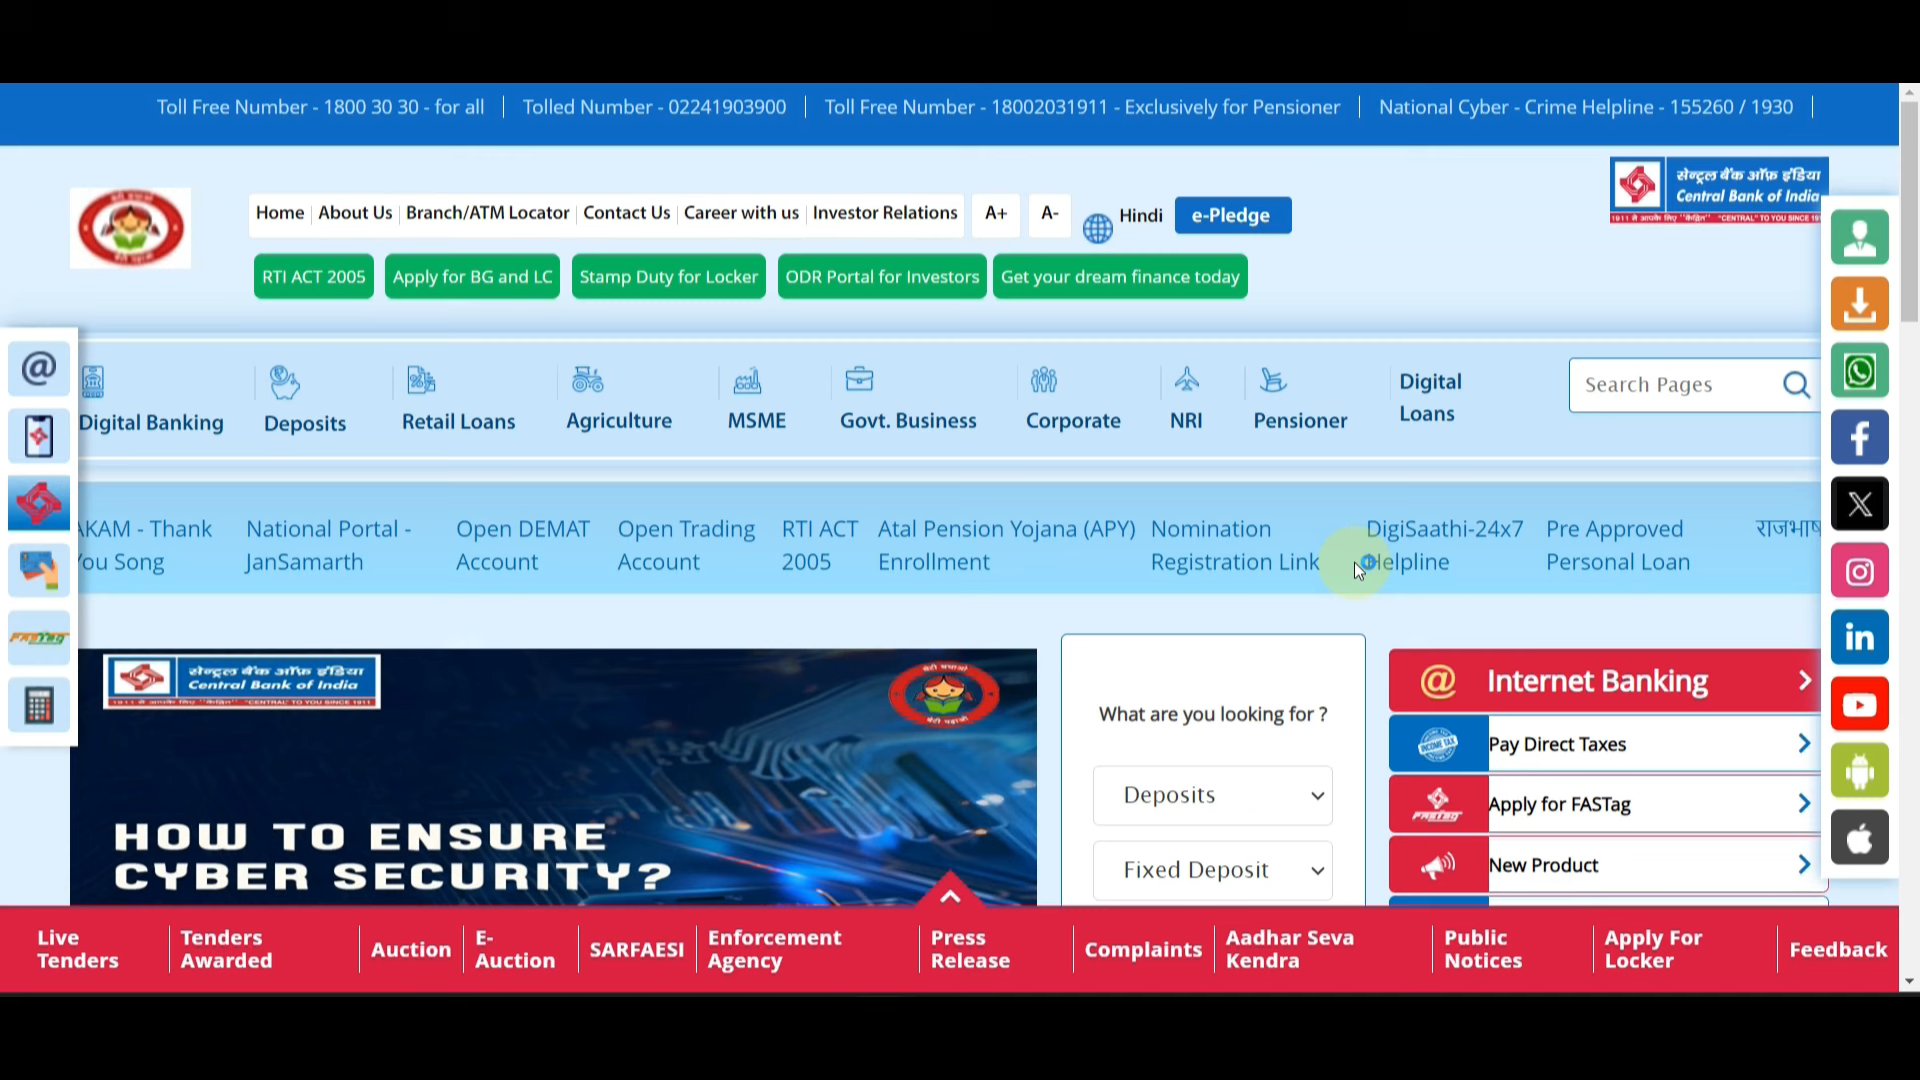 Toll Free Number - 1800 30 30 - for all
Tolled Number - 02241903900
Toll Free Number - 18002031911 - Exclusively for Pensioner
National Cyber - Crime Helpline - 155260 / 1930
सेन्ट्रल बैंक ऑफ़ इंडिया
Central Bank of India
Home
About Us
Branch/ATM Locator
Contact Us
Career with us
Investor Relations
A+
A-
Hindi
e-Pledge
RTI ACT 2005
Apply for BG and LC
Stamp Duty for Locker
ODR Portal for Investors
Get your dream finance today
@
Digital Banking
Deposits
Retail Loans
Agriculture
MSME
Govt. Business
Corporate
NRI
Pensioner
Digital
Loans
Search Pages
AKAM - Thank
You Song
National Portal -
JanSamarth
Open DEMAT
Account
Open Trading
Account
RTI ACT
2005
Atal Pension Yojana (APY)
Enrollment
Nomination
Registration Link
DigiSaathi-24x7
Helpline
Pre Approved
Personal Loan
राजभाष
FASTag
सेन्ट्रल बैंक ऑफ़ इंडिया
Central Bank of India
HOW TO ENSURE
CYBER SECURITY?
What are you looking for ?
Deposits
Fixed Deposit
@
Internet Banking
INCOME TAX
Pay Direct Taxes
FASTag
Apply for FASTag
New Product
Live
Tenders
Tenders
Awarded
Auction
E-
Auction
SARFAESI
Enforcement
Agency
Press
Release
Complaints
Aadhar Seva
Kendra
Public
Notices
Apply For
Locker
Feedback